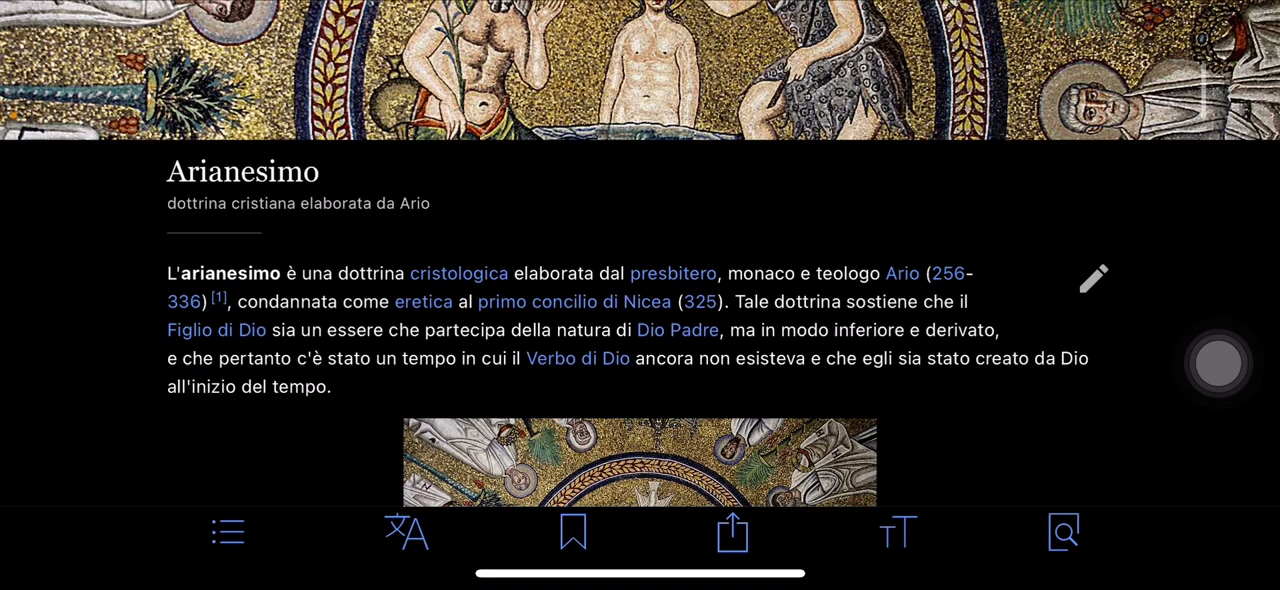 Arianesimo
dottrina cristiana elaborata da Ario
L'arianesimo è una dottrina cristologica elaborata dal presbitero, monaco e teologo Ario (256-
336)[1], condannata come eretica al primo concilio di Nicea (325). Tale dottrina sostiene che il
Figlio di Dio sia un essere che partecipa della natura di Dio Padre, ma in modo inferiore e derivato,
e che pertanto c'è stato un tempo in cui il Verbo di Dio ancora non esisteva e che egli sia stato creato da Dio
all'inizio del tempo.